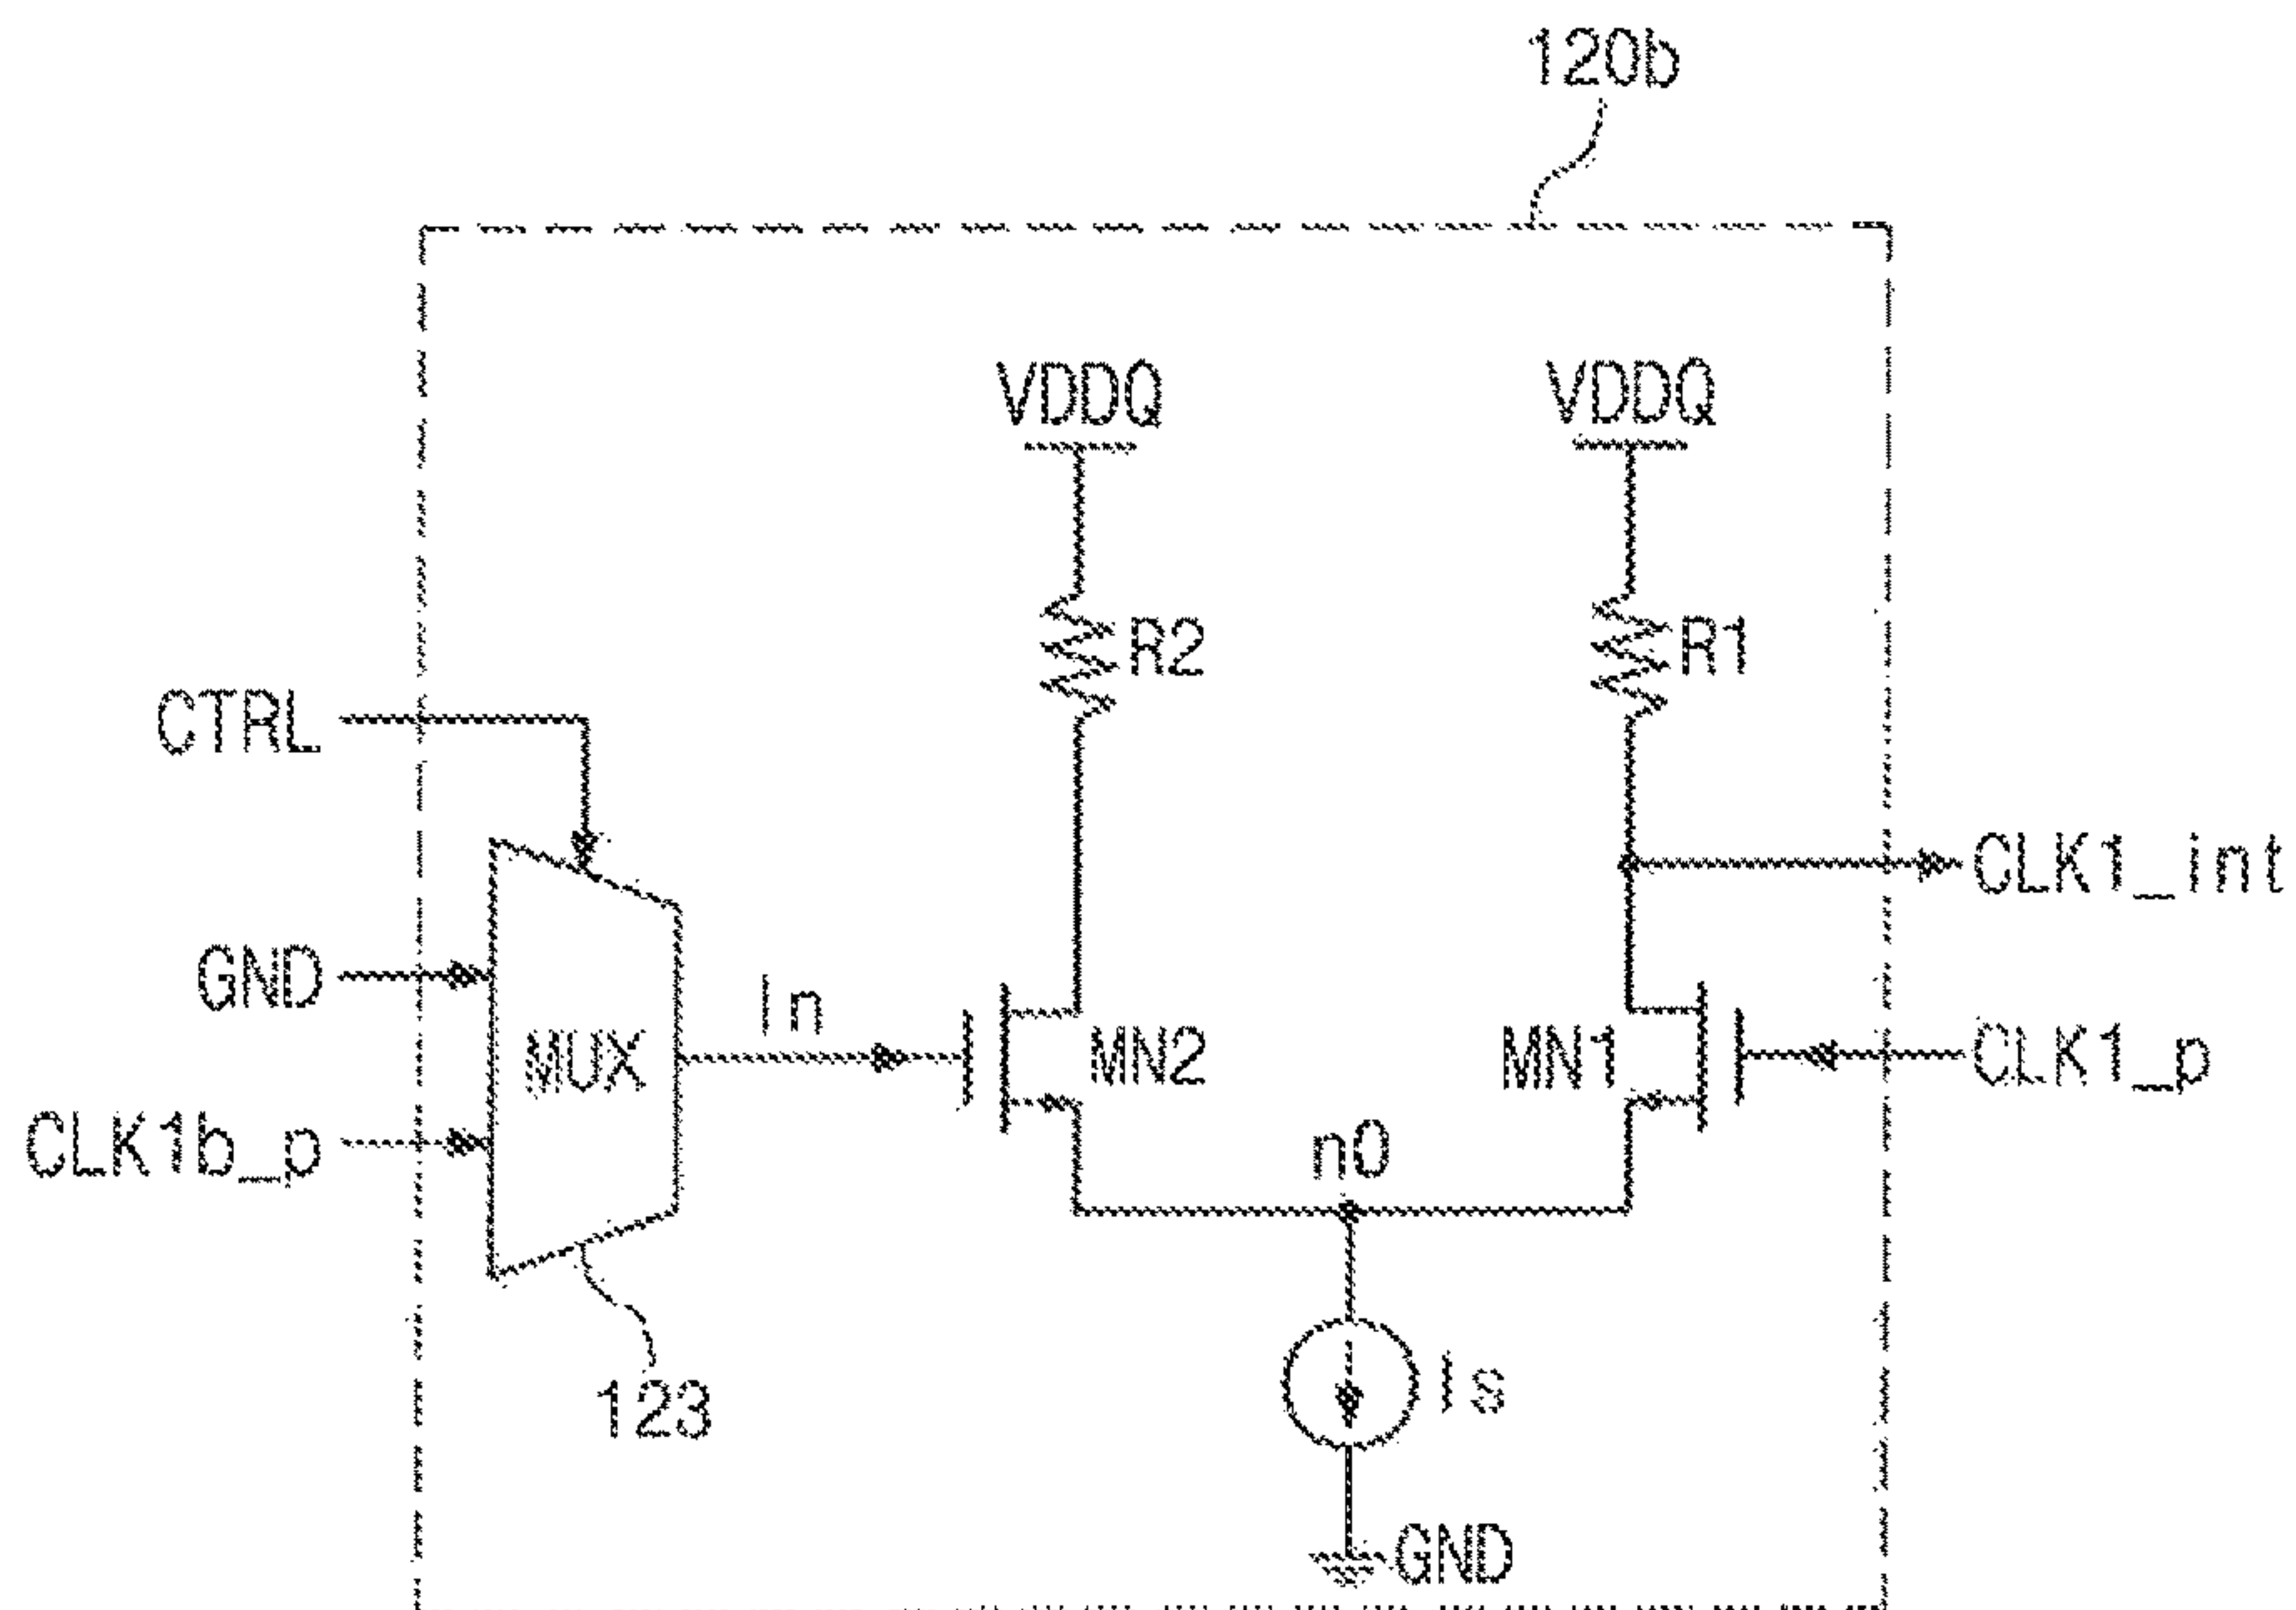 120b
VDDQ VDDQ
R2 R1
CTRL
CLK1_int
GND
In
MUX MN2 MN1 CLK1_p
CLK1b_p
n0
Is
123
GND